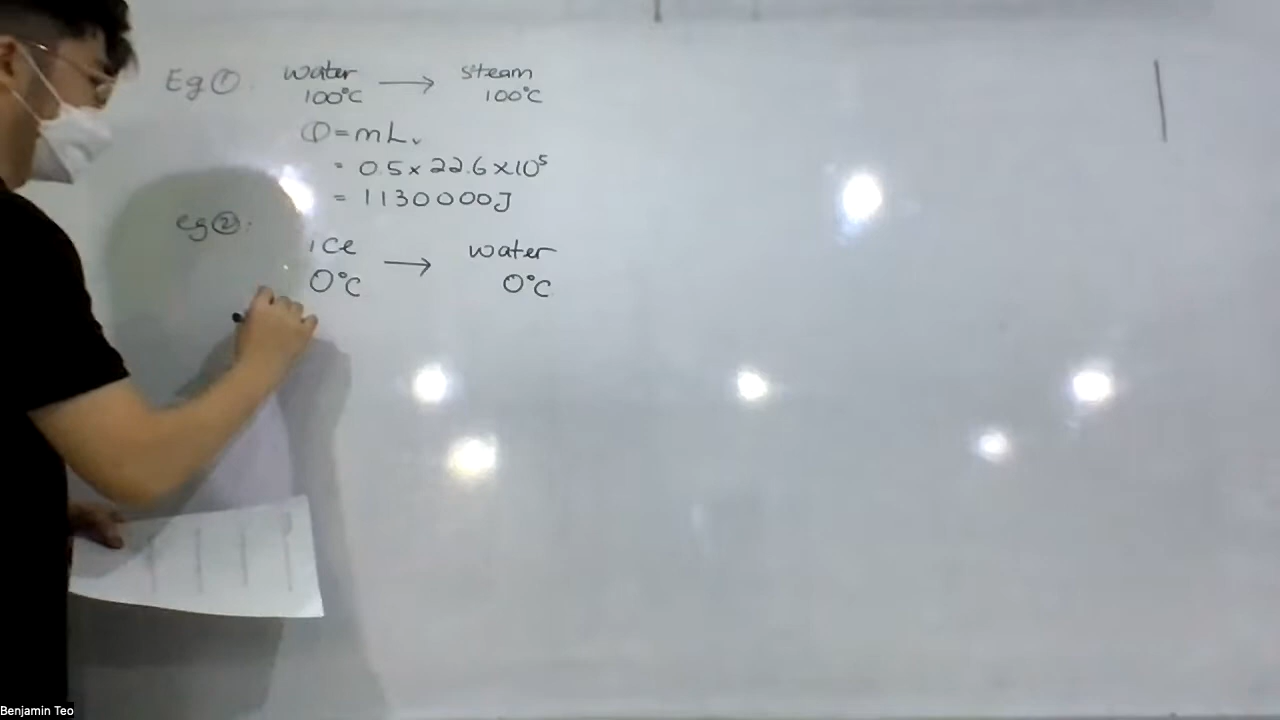 Eg ①. water → steam
100°C 100°C
Q = mLv
= 0.5 × 22.6 × 10⁵
= 1130000J
eg ②.
ice → water
0°C 0°C
Benjamin Teo